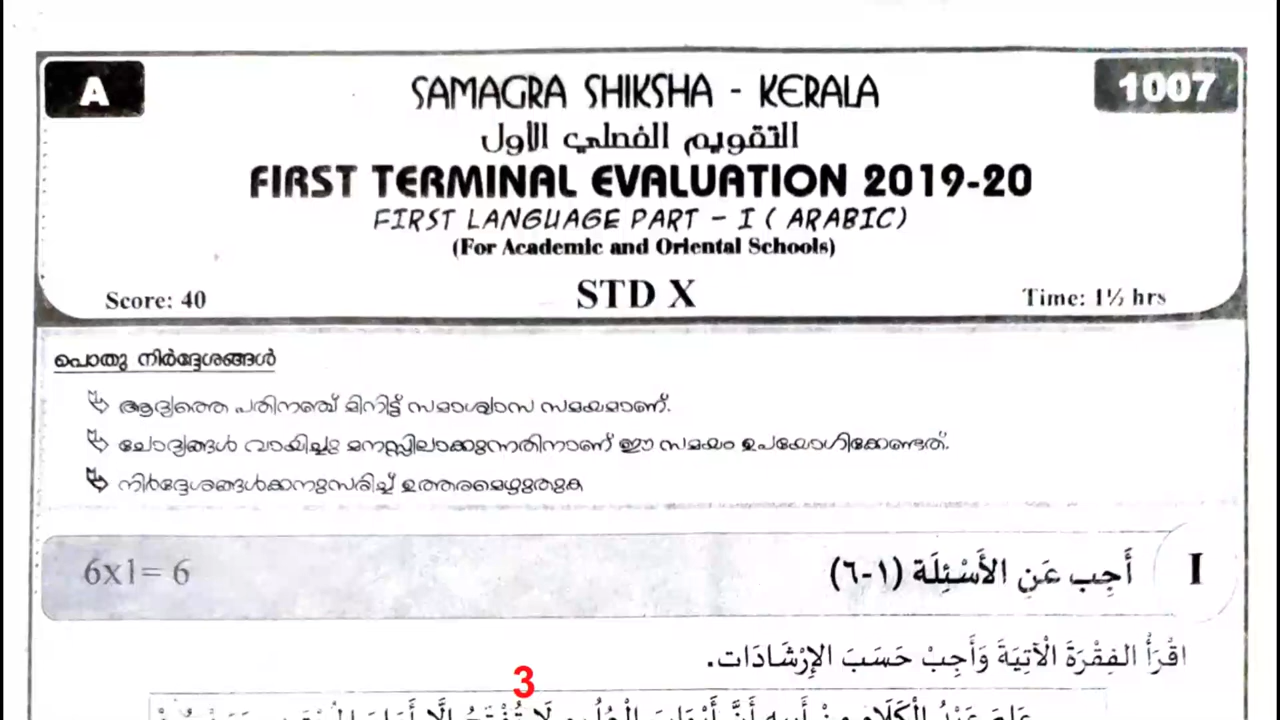 A
1007
SAMAGRA SHIKSHA - KERALA
التقويم الفصلي الأول
FIRST TERMINAL EVALUATION 2019-20
FIRST LANGUAGE PART - I ( ARABIC)
(For Academic and Oriental Schools)
Score: 40 STD X Time: 1½ hrs
പൊതു നിർദ്ദേശങ്ങൾ
ആദ്യത്തെ പതിനഞ്ച് മിനിട്ട് സമാശ്വാസ സമയമാണ്.
ചോദ്യങ്ങൾ വായിച്ചു മനസ്സിലാക്കുന്നതിനാണ് ഈ സമയം ഉപയോഗിക്കേണ്ടത്.
നിർദ്ദേശങ്ങൾക്കനുസരിച്ച് ഉത്തരമെഴുതുക
I أَجِب عَنِ الأَسْئِلَة (١-٦) 6x1= 6
اقْرَأْ الفِقْرَةَ الْآتِيَةَ وَأَجِبْ حَسَبَ الإِرْشَادَات.
3